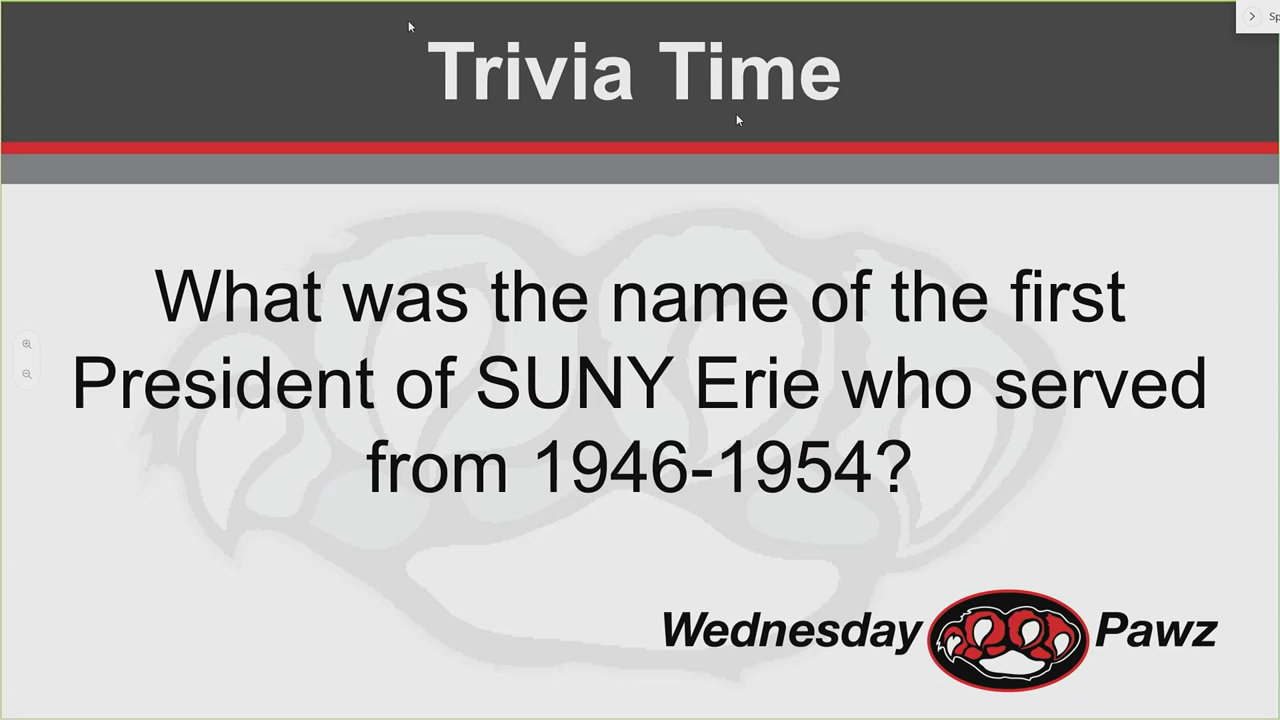 Sp
Trivia Time
What was the name of the first
President of SUNY Erie who served
from 1946-1954?
Wednesday Pawz